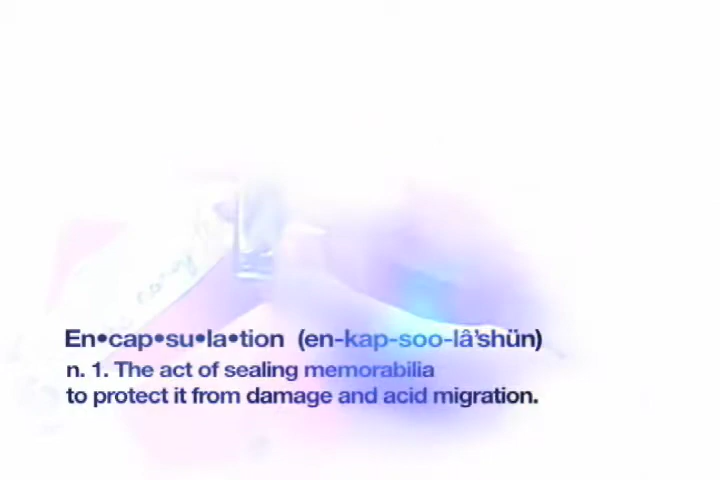 En•cap•su•la•tion (en-kap-soo-lâ'shün)
n. 1. The act of sealing memorabilia
to protect it from damage and acid migration.